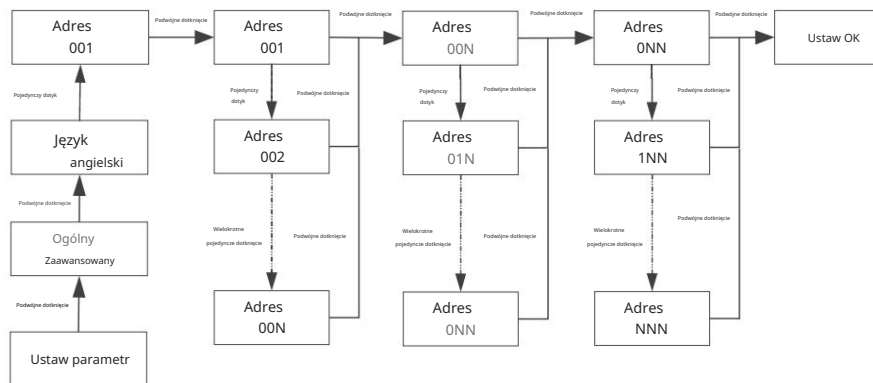 Adres
001
Podwójne dotknięcie
Adres
001
Podwójne dotknięcie
Adres
00N
Podwójne dotknięcie
Adres
0NN
Podwójne dotknięcie
Ustaw OK
Pojedynczy dotyk
Pojedynczy
dotyk
Podwójne dotknięcie
Pojedynczy
dotyk
Podwójne dotknięcie
Pojedynczy
dotyk
Podwójne dotknięcie
Język
angielski
Adres
002
Adres
01N
Adres
1NN
Podwójne dotknięcie
Wielokrotne
pojedyncze dotknięcie
Podwójne dotknięcie
Wielokrotne
pojedyncze dotknięcie
Podwójne dotknięcie
Wielokrotne
pojedyncze dotknięcie
Podwójne dotknięcie
Ogólny
Zaawansowany
Podwójne dotknięcie
Adres
00N
Adres
0NN
Adres
NNN
Ustaw parametr